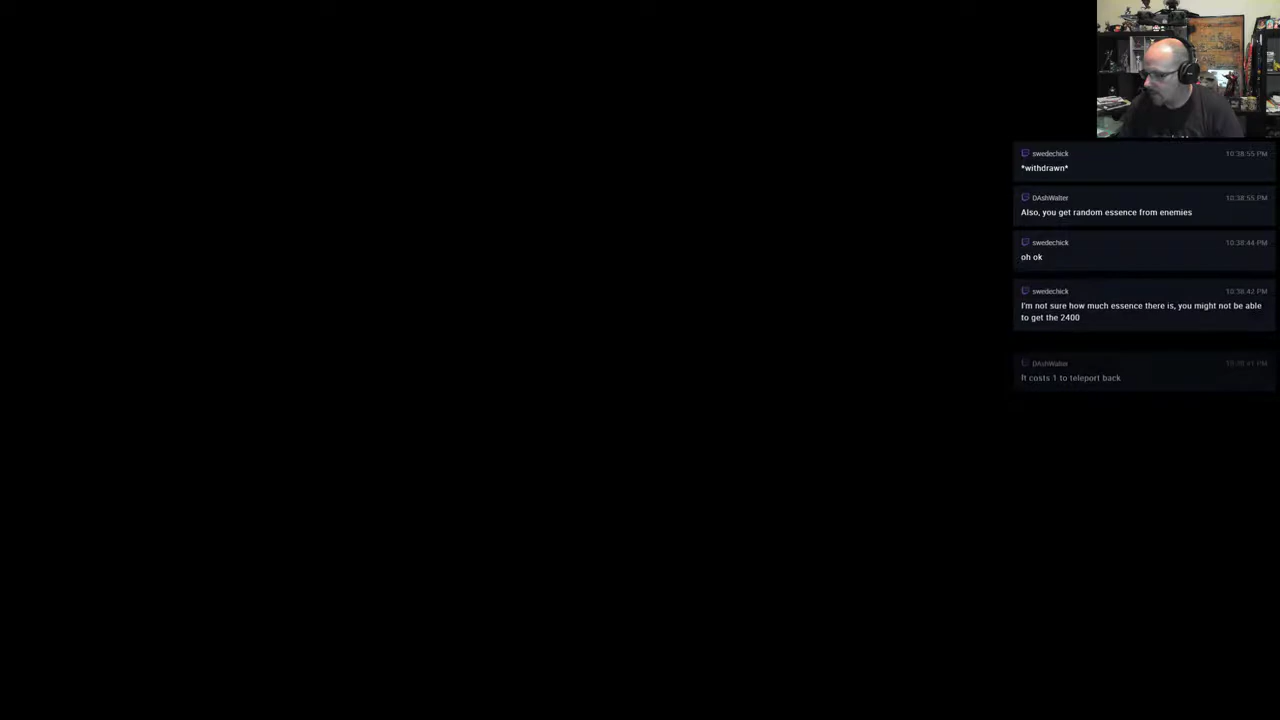 swedechick 10:38:55 PM
*withdrawn*
DAshWalter 10:38:55 PM
Also, you get random essence from enemies
swedechick 10:38:44 PM
oh ok
swedechick 10:38:42 PM
I'm not sure how much essence there is, you might not be able
to get the 2400
DAshWalter
It costs 1 to teleport back